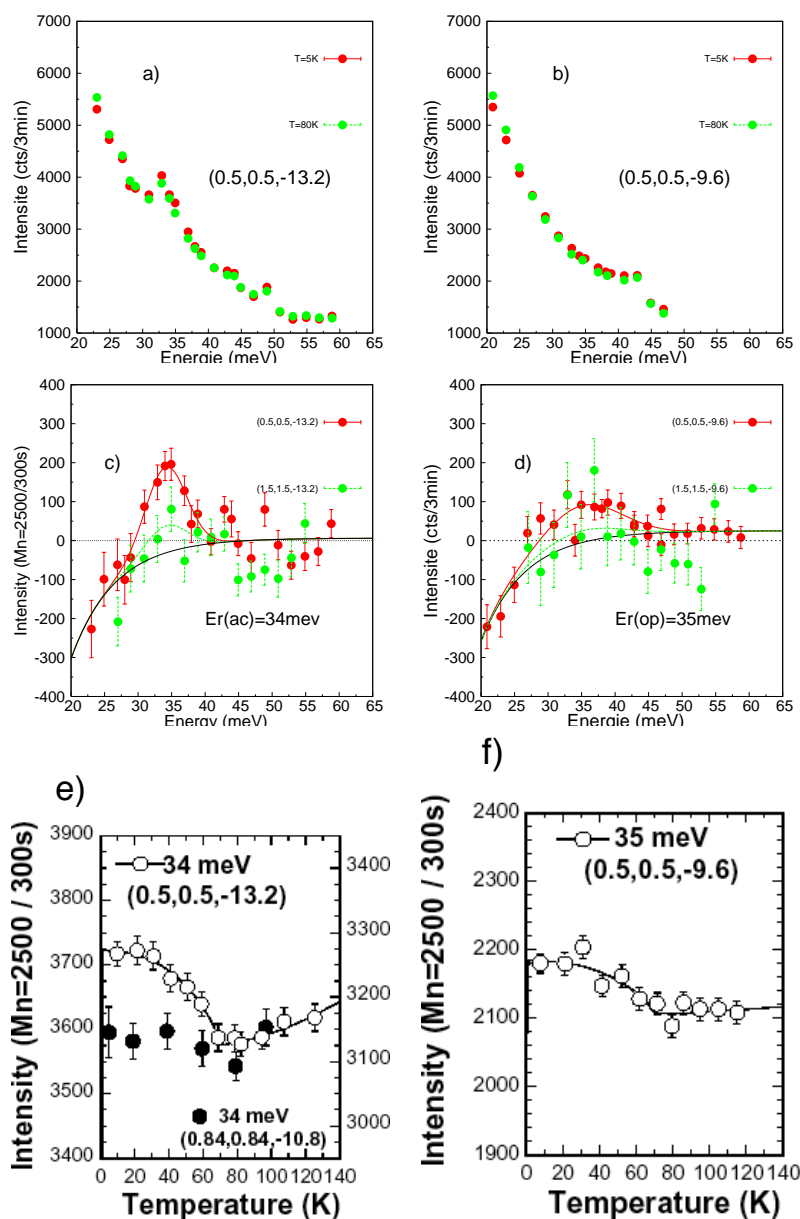 a)
T=5K
T=80K
(0.5,0.5,-13.2)
Intensite (cts/3min)
7000
6000
5000
4000
3000
2000
1000
20 25 30 35 40 45 50 55 60 65
Energie (meV)
b)
T=5K
T=80K
(0.5,0.5,-9.6)
Intensite (cts/3min)
7000
6000
5000
4000
3000
2000
1000
20 25 30 35 40 45 50 55 60 65
Energie (meV)
c)
(0.5,0.5,-13.2)
(1.5,1.5,-13.2)
Er(ac)=34mev
Intensity (Mn=2500/300s)
400
300
200
100
0
-100
-200
-300
-400
20 25 30 35 40 45 50 55 60 65
Energy (meV)
d)
(0.5,0.5,-9.6)
(1.5,1.5,-9.6)
Er(op)=35meV
Intensite (cts/3min)
400
300
200
100
0
-100
-200
-300
-400
20 25 30 35 40 45 50 55 60 65
Energie (meV)
e)
34 meV
(0.5,0.5,-13.2)
34 meV
(0.84,0.84,-10.8)
Intensity (Mn=2500 / 300s)
3900
3800
3700
3600
3500
3400
3400
3300
3200
3100
3000
0 20 40 60 80 100 120 140
Temperature (K)
f)
35 meV
(0.5,0.5,-9.6)
Intensity (Mn=2500 / 300s)
2400
2300
2200
2100
2000
1900
0 20 40 60 80 100 120 140
Temperature (K)